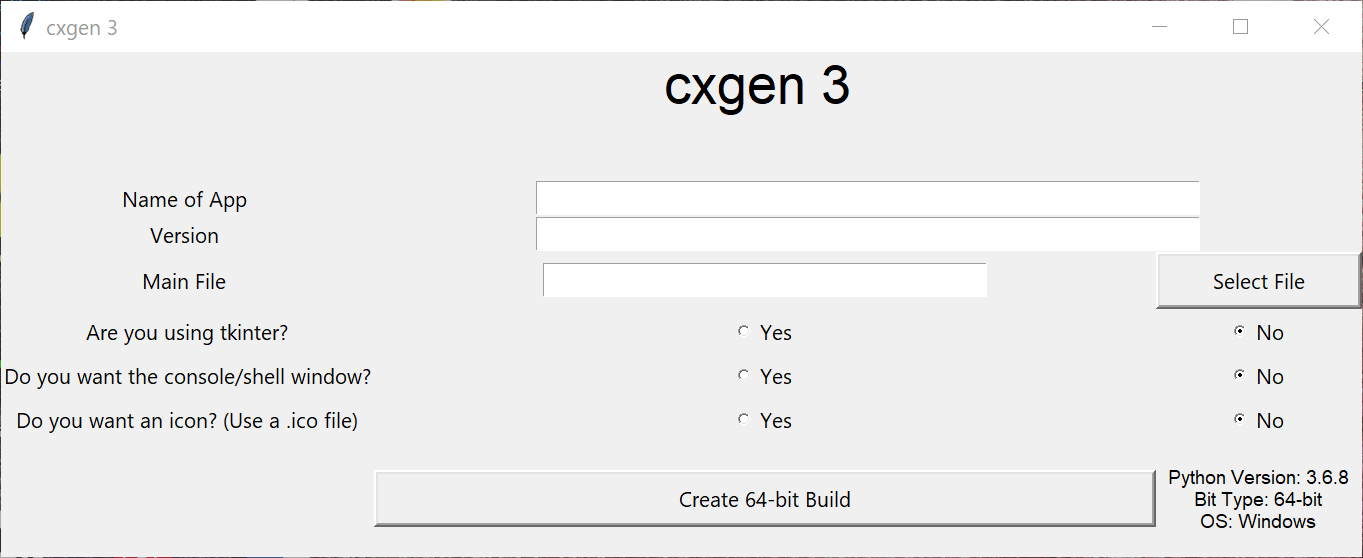 cxgen 3
cxgen 3
Name of App
Version
Main File
Select File
Are you using tkinter? Yes No
Do you want the console/shell window? Yes No
Do you want an icon? (Use a .ico file) Yes No
Create 64-bit Build
Python Version: 3.6.8
Bit Type: 64-bit
OS: Windows